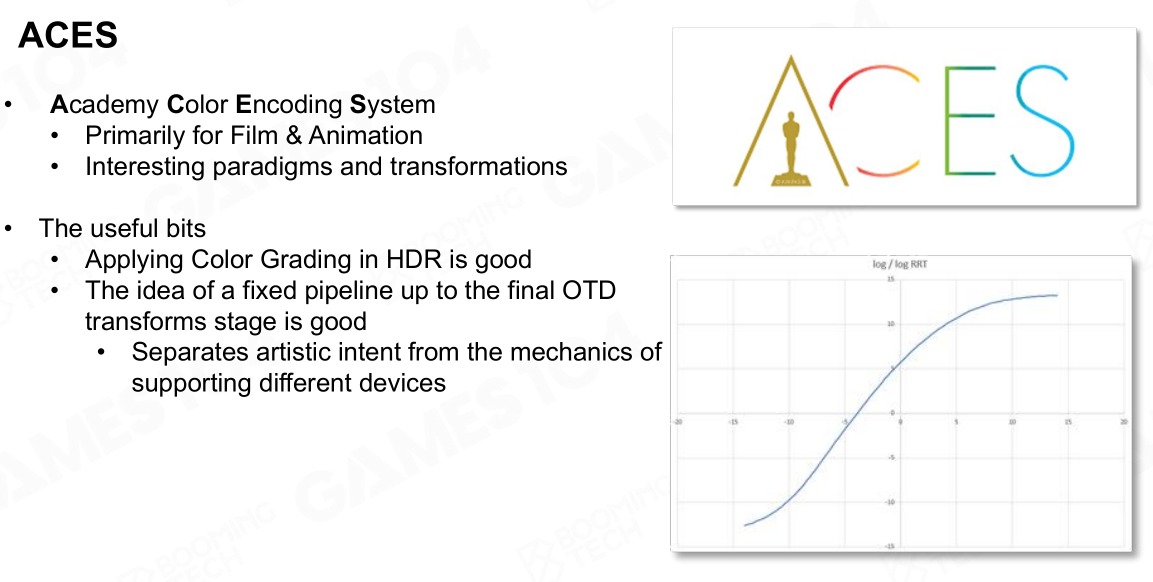 ACES
• Academy Color Encoding System
• Primarily for Film & Animation
• Interesting paradigms and transformations
• The useful bits
• Applying Color Grading in HDR is good
• The idea of a fixed pipeline up to the final OTD
transforms stage is good
• Separates artistic intent from the mechanics of
supporting different devices
ACES
log / log RRT
15
10
5
0
-20 -15 -10 -5 0 5 10 15 20
-5
-10
-15
GAMES104
BOOMING
TECH